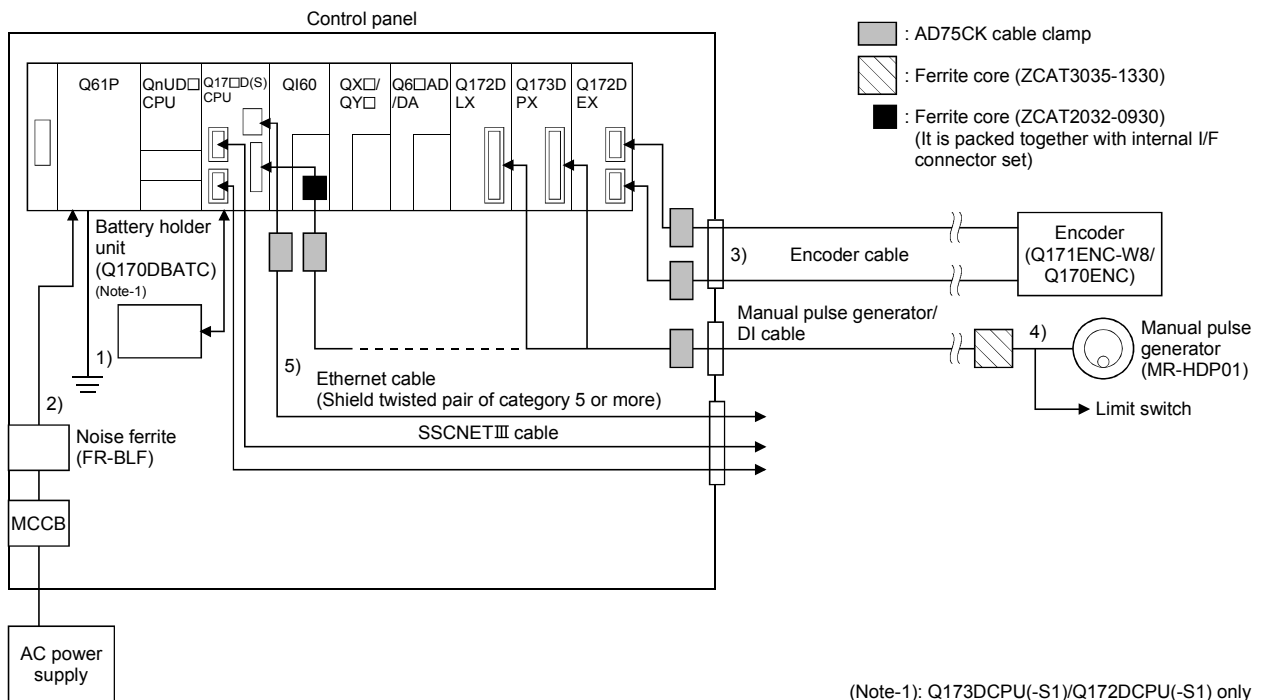 Control panel
: AD75CK cable clamp
: Ferrite core (ZCAT3035-1330)
: Ferrite core (ZCAT2032-0930)
(It is packed together with internal I/F
connector set)
Q61P
QnUD□
CPU
Q17□D(S)
CPU
QI60
QX□/
QY□
Q6□AD
/DA
Q172D
LX
Q173D
PX
Q172D
EX
Battery holder
unit
(Q170DBATC)
(Note-1)
1)
2)
3)
Encoder cable
Encoder
(Q171ENC-W8/
Q170ENC)
Manual pulse generator/
DI cable
4)
Manual pulse
generator
(MR-HDP01)
Limit switch
5)
Ethernet cable
(Shield twisted pair of category 5 or more)
SSCNETⅢ cable
Noise ferrite
(FR-BLF)
MCCB
AC power
supply
(Note-1): Q173DCPU(-S1)/Q172DCPU(-S1) only